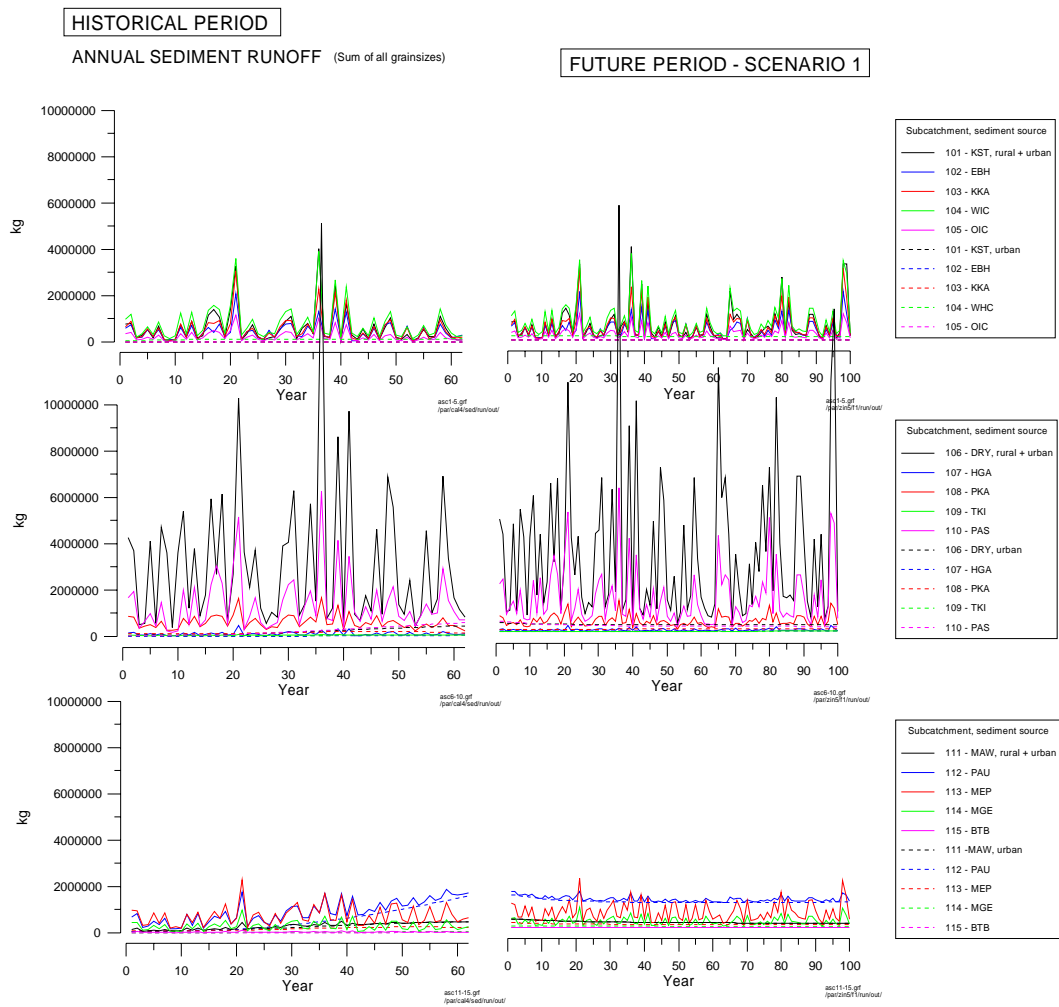 HISTORICAL PERIOD
ANNUAL SEDIMENT RUNOFF (Sum of all grainsizes)
FUTURE PERIOD - SCENARIO 1
10000000
8000000
6000000
4000000
2000000
0
kg
0 10 20 30 40 50 60
Year
asc1-5.grf
/par/cal4/sed/run/out/
0 10 20 30 40 50 60 70 80 90 100
Year
asc1-5.grf
/par/zin5/f1/run/out/
Subcatchment, sediment source
101 - KST, rural + urban
102 - EBH
103 - KKA
104 - WIC
105 - OIC
101 - KST, urban
102 - EBH
103 - KKA
104 - WHC
105 - OIC
10000000
8000000
6000000
4000000
2000000
0
kg
0 10 20 30 40 50 60
Year
asc6-10.grf
/par/cal4/sed/run/out/
0 10 20 30 40 50 60 70 80 90 100
Year
asc6-10.grf
/par/zin5/f1/run/out/
Subcatchment, sediment source
106 - DRY, rural + urban
107 - HGA
108 - PKA
109 - TKI
110 - PAS
106 - DRY, urban
107 - HGA
108 - PKA
109 - TKI
110 - PAS
10000000
8000000
6000000
4000000
2000000
0
kg
0 10 20 30 40 50 60
Year
asc11-15.grf
/par/cal4/sed/run/out/
0 10 20 30 40 50 60 70 80 90 100
Year
asc11-15.grf
/par/zin5/f1/run/out/
Subcatchment, sediment source
111 - MAW, rural + urban
112 - PAU
113 - MEP
114 - MGE
115 - BTB
111 -MAW, urban
112 - PAU
113 - MEP
114 - MGE
115 - BTB